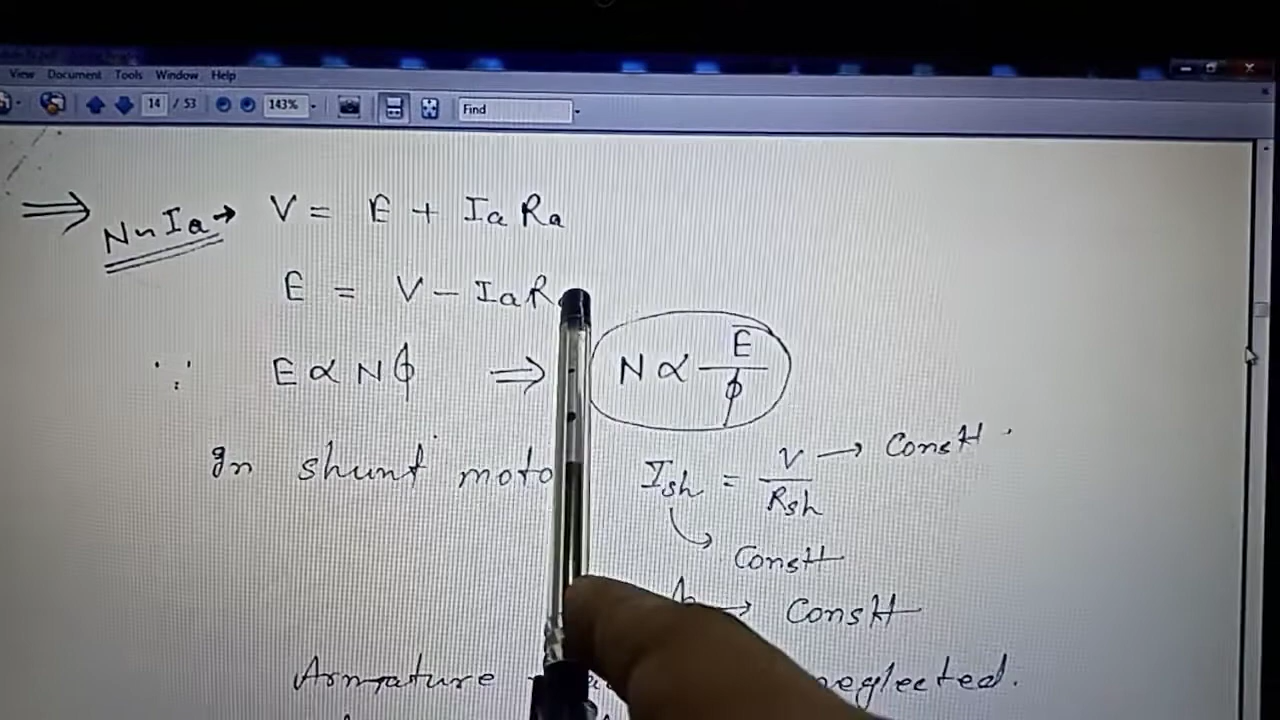 View Document Tools Window Help
14 / 53 143% Find
⇒ N~Ia → V = E + IaRa
E = V - IaR
∵ E ∝ Nϕ ⇒ N ∝ E/ϕ
In shunt moto Ish = V/Rsh → Constt
Constt
→ Constt
Armature neglected.